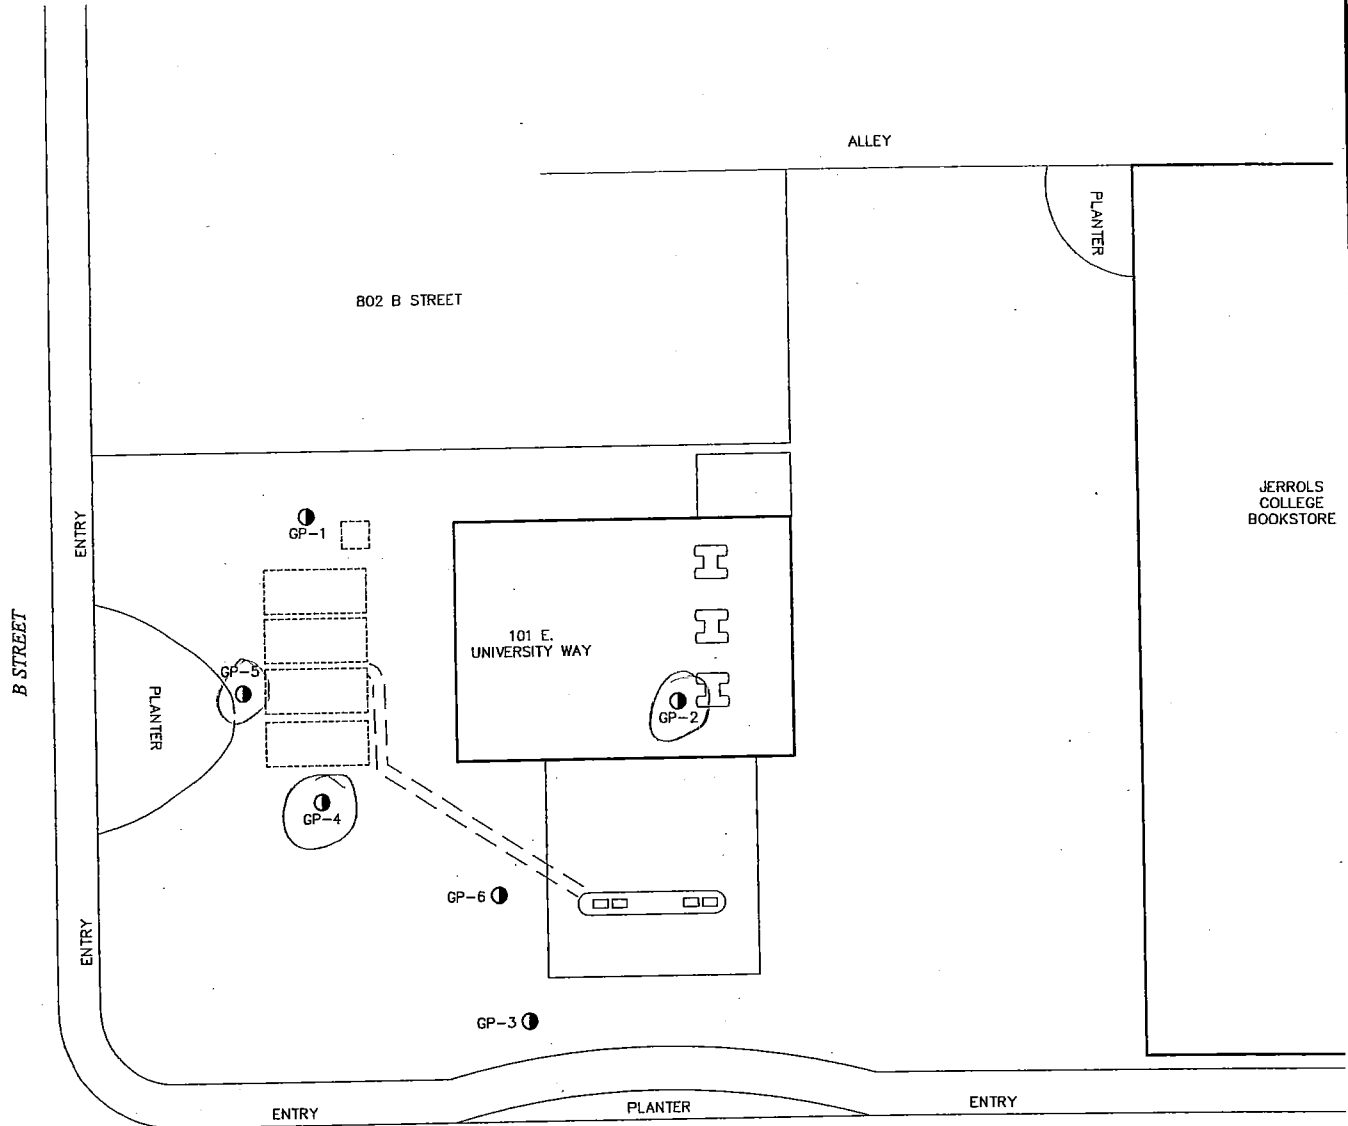 ALLEY
PLANTER
802 B STREET
JERROLS
COLLEGE
BOOKSTORE
ENTRY
GP-1
B STREET
101 E.
UNIVERSITY WAY
GP-5
PLANTER
GP-2
GP-4
GP-6
ENTRY
GP-3
ENTRY
PLANTER
ENTRY